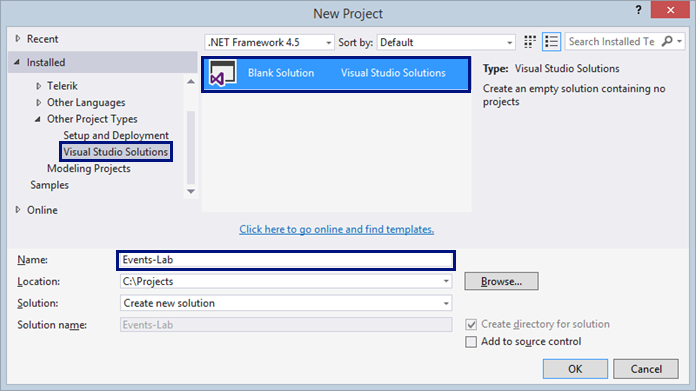 New Project
? 
Recent
.NET Framework 4.5 Sort by: Default Search Installed Te
Installed
Telerik
Other Languages
Other Project Types
Setup and Deployment
Visual Studio Solutions
Modeling Projects
Samples
Online
Blank Solution Visual Studio Solutions
Type: Visual Studio Solutions
Create an empty solution containing no
projects
Click here to go online and find templates.
Name: Events-Lab
Location: C:\Projects Browse...
Solution: Create new solution
Solution name: Events-Lab Create directory for solution
Add to source control
OK Cancel